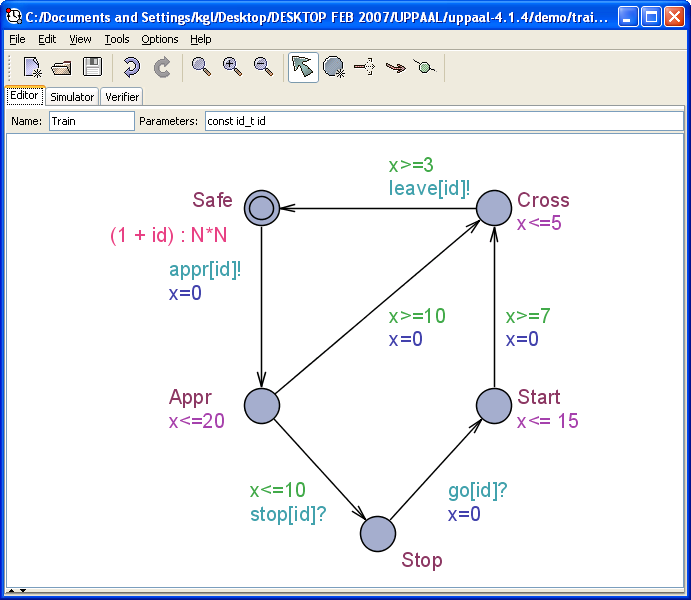 C:/Documents and Settings/kgl/Desktop/DESKTOP FEB 2007/UPPAAL/uppaal-4.1.4/demo/trai...
File Edit View Tools Options Help
Editor Simulator Verifier
Name: Train Parameters: const id_t id
x>=3
leave[id]!
Safe
Cross
x<=5
(1 + id) : N*N
appr[id]!
x=0
x>=10
x=0
x>=7
x=0
Appr
x<=20
Start
x<= 15
x<=10
stop[id]?
go[id]?
x=0
Stop